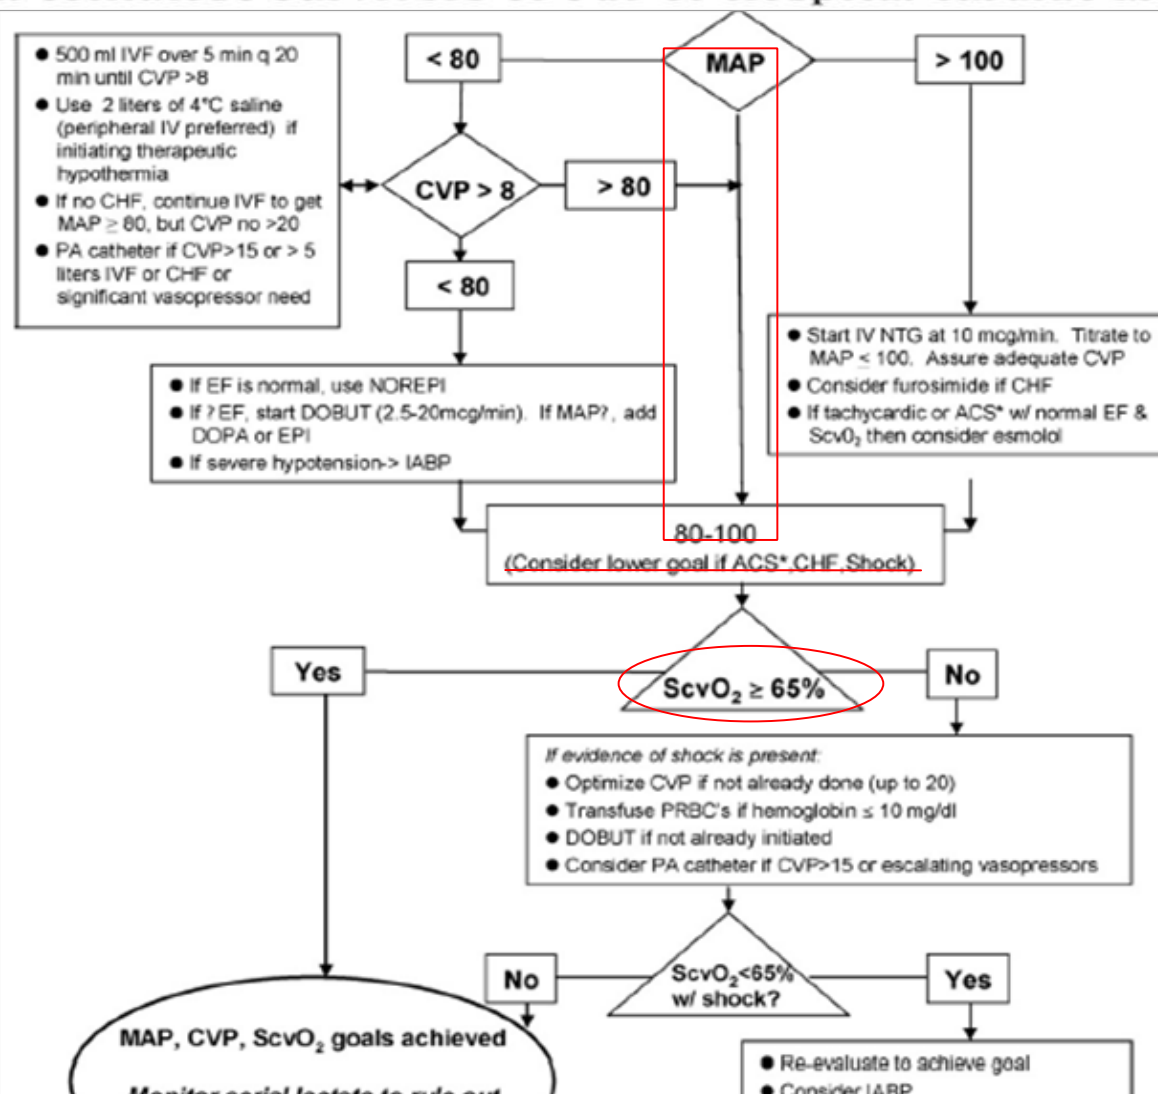 MAP
< 80
> 100
● 500 ml IVF over 5 min q 20
min until CVP >8
● Use 2 liters of 4°C saline
(peripheral IV preferred) if
initiating therapeutic
hypothermia
● If no CHF, continue IVF to get
MAP ≥ 80, but CVP no >20
● PA catheter if CVP>15 or > 5
liters IVF or CHF or
significant vasopressor need
CVP > 8
> 80
< 80
● If EF is normal, use NOREPI
● If ? EF, start DOBUT (2.5-20mcg/min). If MAP?, add
DOPA or EPI
● If severe hypotension-> IABP
● Start IV NTG at 10 mcg/min. Titrate to
MAP ≤ 100. Assure adequate CVP
● Consider furosimide if CHF
● If tachycardic or ACS* w/ normal EF &
Scv0₂ then consider esmolol
80-100
(Consider lower goal if ACS*,CHF,Shock)
ScvO₂ ≥ 65%
Yes
No
If evidence of shock is present:
● Optimize CVP if not already done (up to 20)
● Transfuse PRBC's if hemoglobin ≤ 10 mg/dl
● DOBUT if not already initiated
● Consider PA catheter if CVP>15 or escalating vasopressors
ScvO₂<65%
w/ shock?
No
Yes
MAP, CVP, ScvO₂ goals achieved
Monitor serial lactate to rule out
● Re-evaluate to achieve goal
● Consider IABP